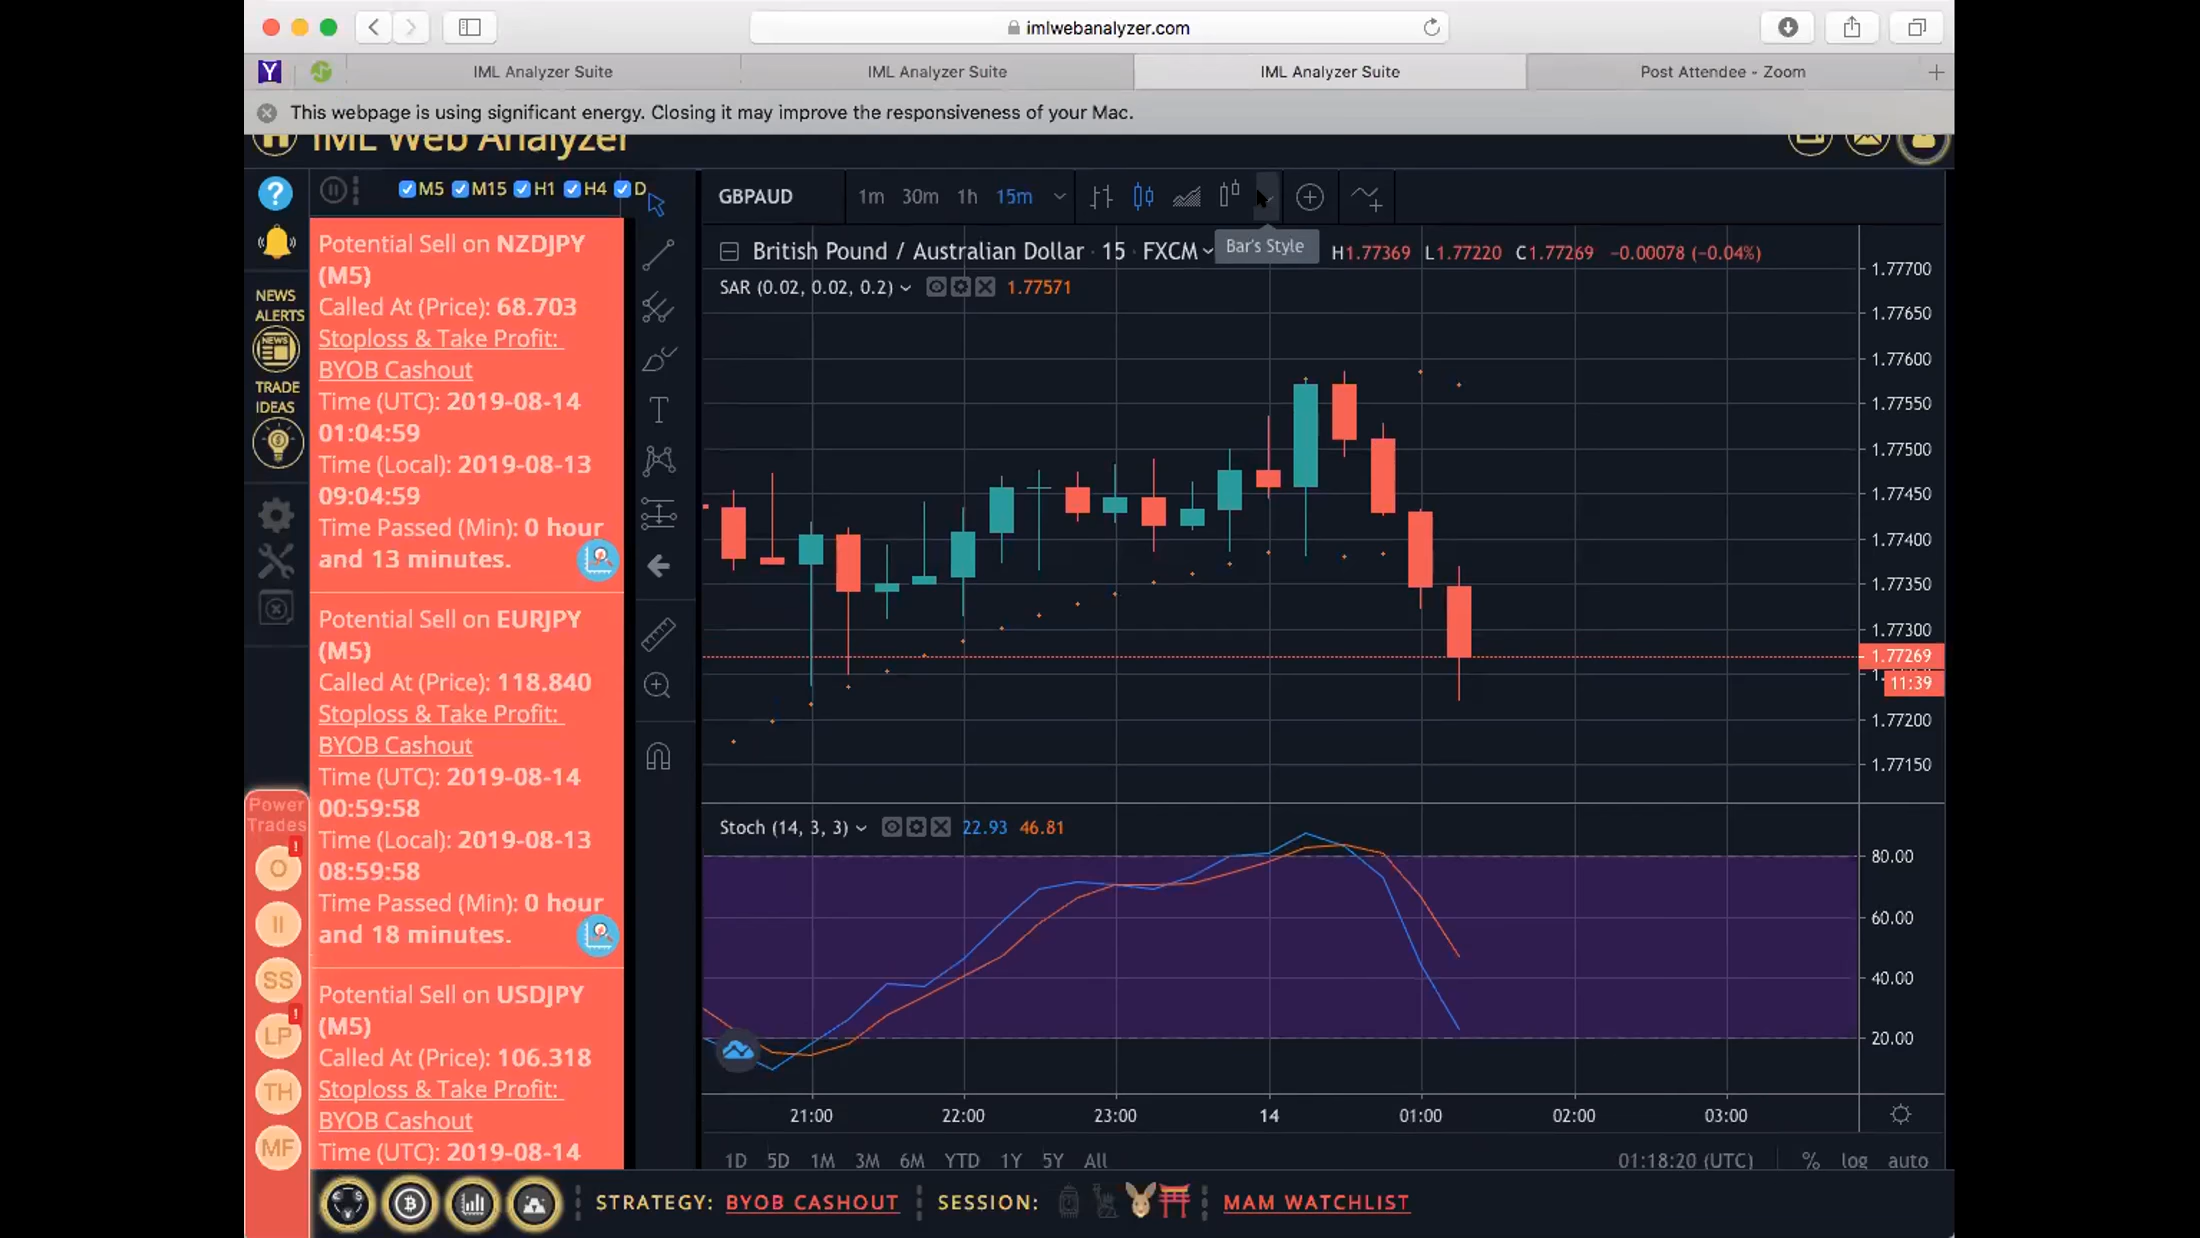 imlwebanalyzer.com
Y
IML Analyzer Suite
IML Analyzer Suite
IML Analyzer Suite
Post Attendee - Zoom
This webpage is using significant energy. Closing it may improve the responsiveness of your Mac.
IML Web Analyzer
?
M5 M15 H1 H4 D
NEWS
ALERTS
NEWS
TRADE
IDEAS
Power
Trades
O
II
SS
LP
TH
MF
Potential Sell on NZDJPY
(M5)
Called At (Price): 68.703
Stoploss & Take Profit:
BYOB Cashout
Time (UTC): 2019-08-14
01:04:59
Time (Local): 2019-08-13
09:04:59
Time Passed (Min): 0 hour
and 13 minutes.
Potential Sell on EURJPY
(M5)
Called At (Price): 118.840
Stoploss & Take Profit:
BYOB Cashout
Time (UTC): 2019-08-14
00:59:58
Time (Local): 2019-08-13
08:59:58
Time Passed (Min): 0 hour
and 18 minutes.
Potential Sell on USDJPY
(M5)
Called At (Price): 106.318
Stoploss & Take Profit:
BYOB Cashout
Time (UTC): 2019-08-14
GBPAUD 1m 30m 1h 15m
British Pound / Australian Dollar · 15 · FXCM H1.77369 L1.77220 C1.77269 -0.00078 (-0.04%)
Bar's Style
SAR (0.02, 0.02, 0.2) 1.77571
1.77700
1.77650
1.77600
1.77550
1.77500
1.77450
1.77400
1.77350
1.77300
1.77269
11:39
1.77200
1.77150
Stoch (14, 3, 3) 22.93 46.81
80.00
60.00
40.00
20.00
21:00 22:00 23:00 14 01:00 02:00 03:00
1D 5D 1M 3M 6M YTD 1Y 5Y All 01:18:20 (UTC) % log auto
STRATEGY: BYOB CASHOUT SESSION: MAM WATCHLIST